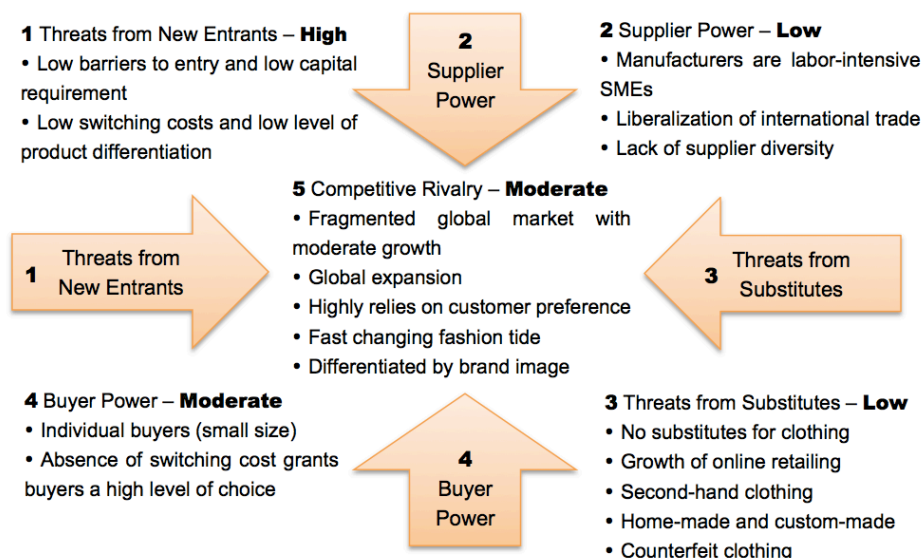 1 Threats from New Entrants – High
• Low barriers to entry and low capital
requirement
• Low switching costs and low level of
product differentiation
2
Supplier
Power
2 Supplier Power – Low
• Manufacturers are labor-intensive
SMEs
• Liberalization of international trade
• Lack of supplier diversity
1
Threats from
New Entrants
5 Competitive Rivalry – Moderate
• Fragmented global market with
moderate growth
• Global expansion
• Highly relies on customer preference
• Fast changing fashion tide
• Differentiated by brand image
3
Threats from
Substitutes
4 Buyer Power – Moderate
• Individual buyers (small size)
• Absence of switching cost grants
buyers a high level of choice
4
Buyer
Power
3 Threats from Substitutes – Low
• No substitutes for clothing
• Growth of online retailing
• Second-hand clothing
• Home-made and custom-made
• Counterfeit clothing